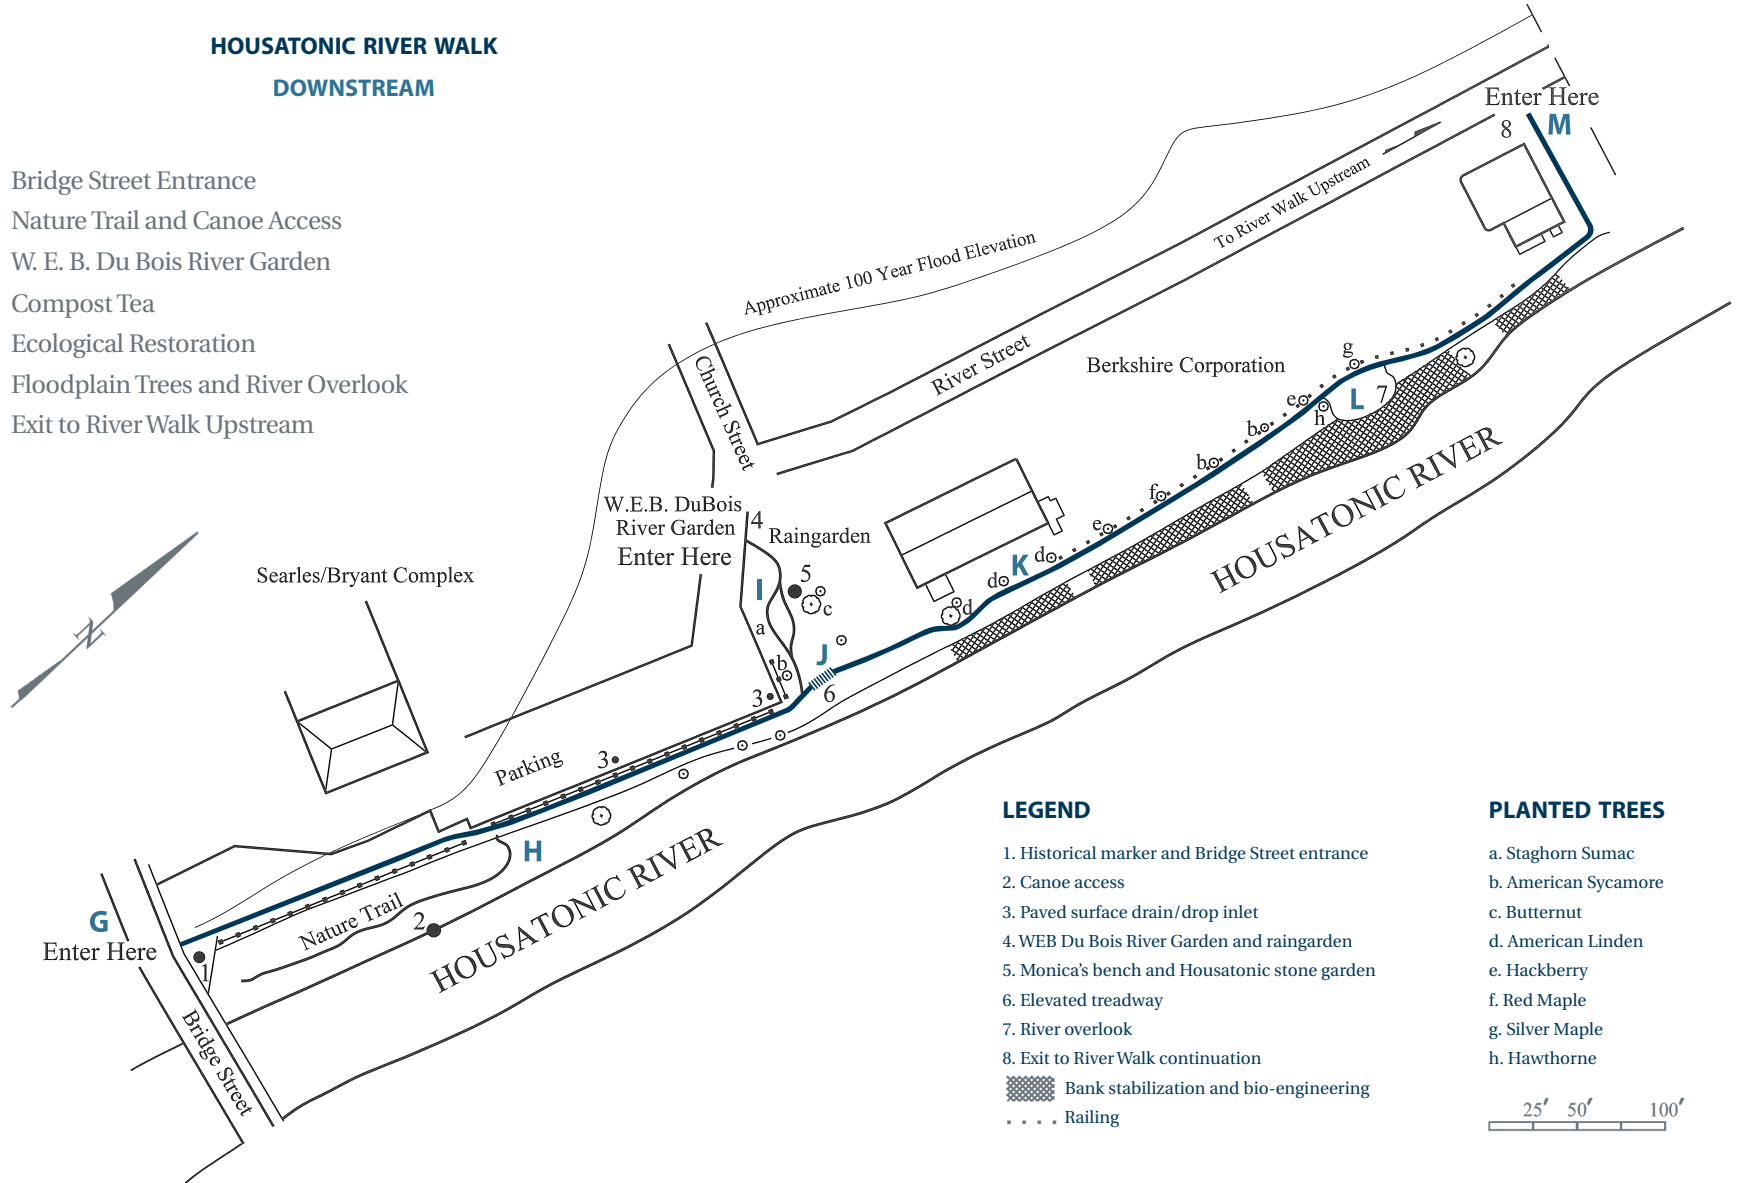 HOUSATONIC RIVER WALK
DOWNSTREAM
Bridge Street Entrance
Nature Trail and Canoe Access
W. E. B. Du Bois River Garden
Compost Tea
Ecological Restoration
Floodplain Trees and River Overlook
Exit to River Walk Upstream
Enter Here
8
M
To River Walk Upstream
Approximate 100 Year Flood Elevation
River Street
Church Street
Berkshire Corporation
g
e
h
L
7
b
b
f
e
d
K
d
d
HOUSATONIC RIVER
W.E.B. DuBois
River Garden
Enter Here
4
Raingarden
I
5
c
a
b
J
3
6
Searles/Bryant Complex
N
Parking
3
H
Nature Trail
2
HOUSATONIC RIVER
G
Enter Here
1
Bridge Street
LEGEND
1. Historical marker and Bridge Street entrance
2. Canoe access
3. Paved surface drain/drop inlet
4. WEB Du Bois River Garden and raingarden
5. Monica's bench and Housatonic stone garden
6. Elevated treadway
7. River overlook
8. Exit to River Walk continuation
Bank stabilization and bio-engineering
Railing
PLANTED TREES
a. Staghorn Sumac
b. American Sycamore
c. Butternut
d. American Linden
e. Hackberry
f. Red Maple
g. Silver Maple
h. Hawthorne
25′ 50′ 100′